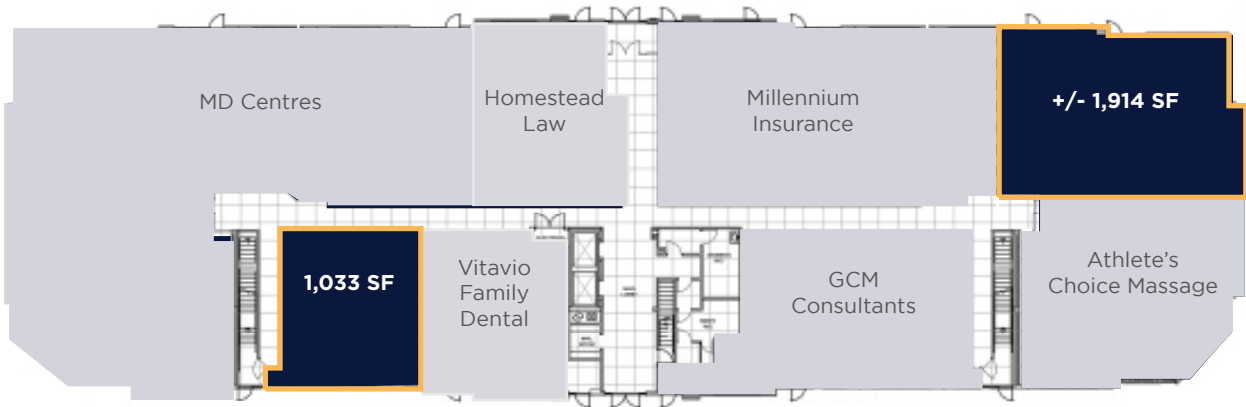 MD Centres
Homestead
Law
Millennium
Insurance
+/- 1,914 SF
1,033 SF
Vitavio
Family
Dental
GCM
Consultants
Athlete's
Choice Massage